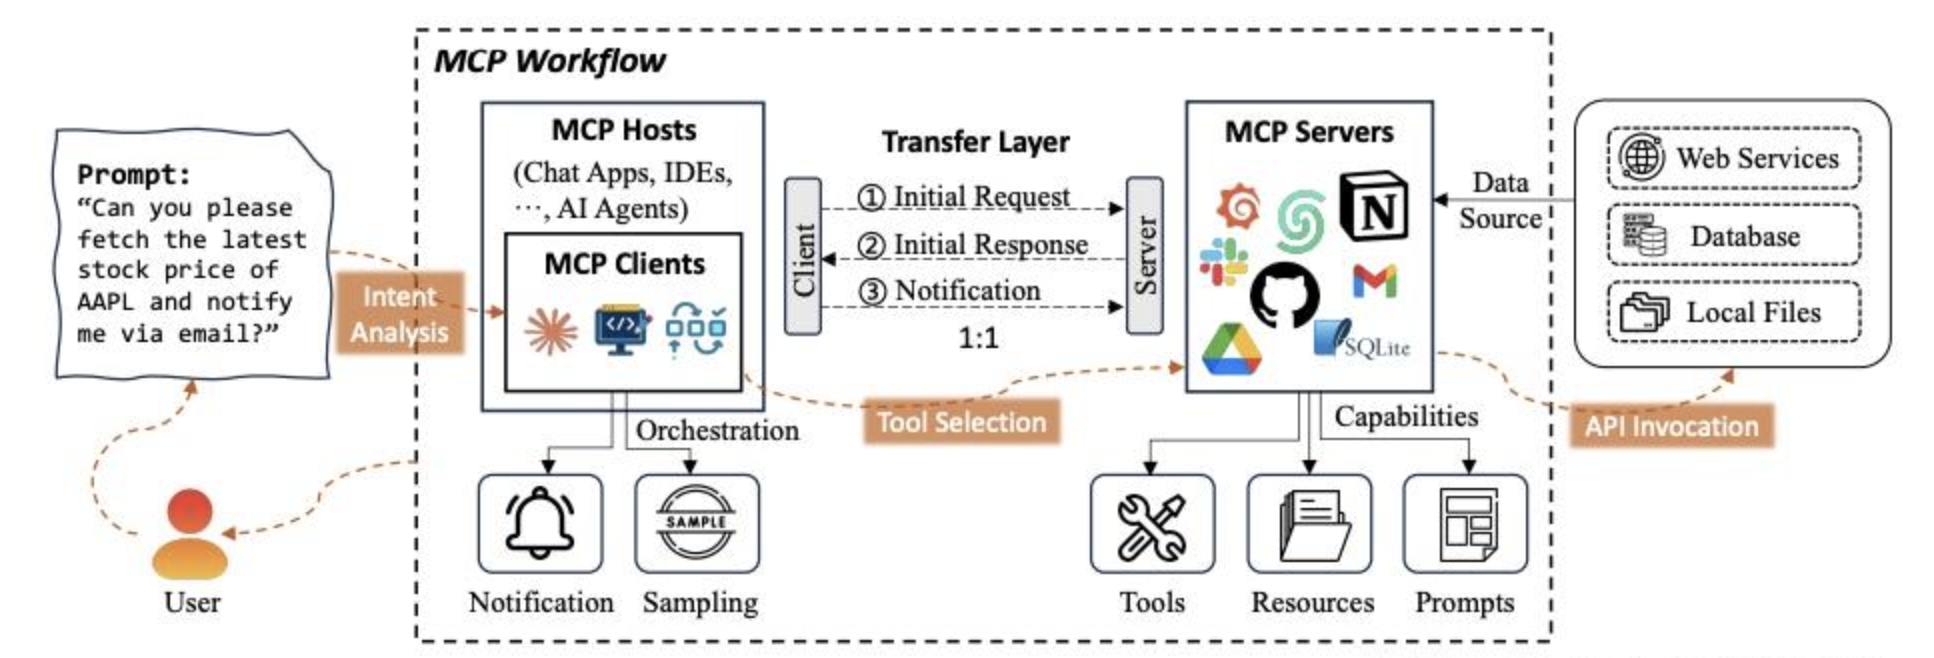 MCP Workflow
Prompt:
“Can you please
fetch the latest
stock price of
AAPL and notify
me via email?”
User
Intent
Analysis
MCP Hosts
(Chat Apps, IDEs,
…, AI Agents)
MCP Clients
</>
Orchestration
Notification
SAMPLE
Sampling
Transfer Layer
Client
① Initial Request
② Initial Response
③ Notification
1:1
Server
Tool Selection
MCP Servers
N
SQLite
Capabilities
Tools
Resources
Prompts
Data
Source
Web Services
Database
Local Files
API Invocation